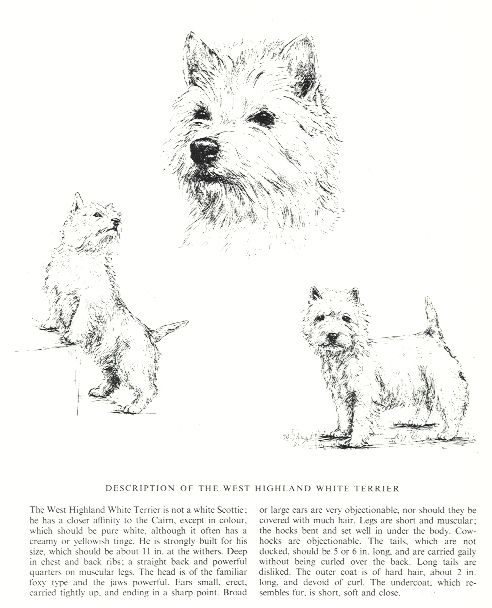 DESCRIPTION OF THE WEST HIGHLAND WHITE TERRIER
The West Highland White Terrier is not a white Scottie;
he has a closer affinity to the Cairn, except in colour,
which should be pure white, although it often has a
creamy or yellowish tinge. He is strongly built for his
size, which should be about 11 in. at the withers. Deep
in chest and back ribs; a straight back and powerful
quarters on muscular legs. The head is of the familiar
foxy type and the jaws powerful. Ears small, erect,
carried tightly up, and ending in a sharp point. Broad
or large ears are very objectionable, nor should they be
covered with much hair. Legs are short and muscular;
the hocks bent and set well in under the body. Cow-
hocks are objectionable. The tails, which are not
docked, should be 5 or 6 in. long, and are carried gaily
without being curled over the back. Long tails are
disliked. The outer coat is of hard hair, about 2 in.
long, and devoid of curl. The undercoat, which re-
sembles fur, is short, soft and close.